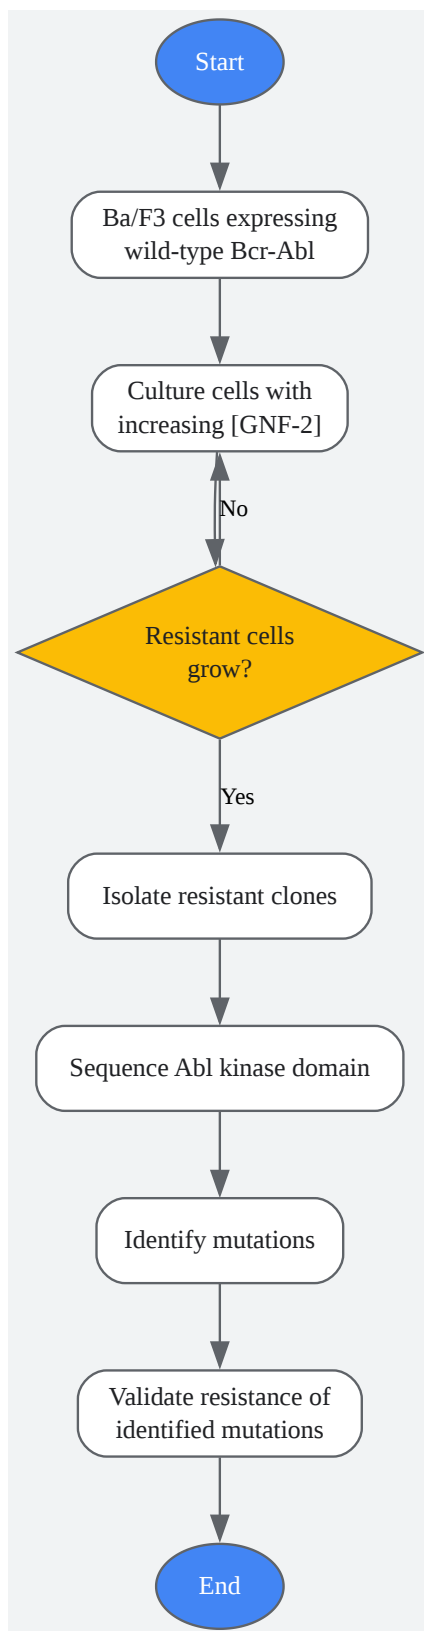 Start
Ba/F3 cells expressing
wild-type Bcr-Abl
Culture cells with
increasing [GNF-2]
No
Resistant cells
grow?
Yes
Isolate resistant clones
Sequence Abl kinase domain
Identify mutations
Validate resistance of
identified mutations
End